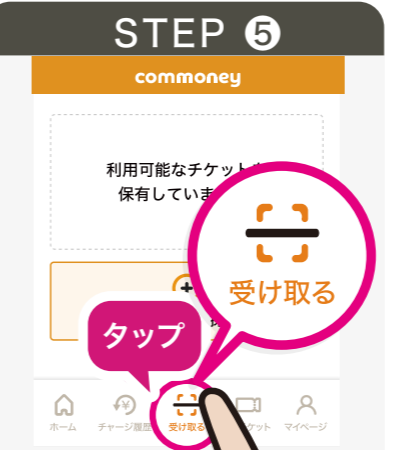 STEP ❺
commoney
利用可能なチケットを
保有していま
受け取る
タップ
ホーム
チャージ履歴
受け取る
ケット
マイページ